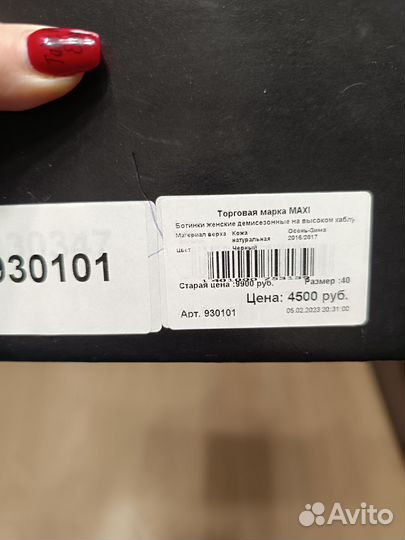 Торговая марка MAXI
Ботинки женские демисезонные на высоком каблу
Материал верха Кожа натуральная Осень-Зима 2016/2017
Цвет Черный
Старая цена :9900 руб. Размер :40
Цена: 4500 руб.
Арт. 930101 05.02.2023 20:31:00
930101
Avito